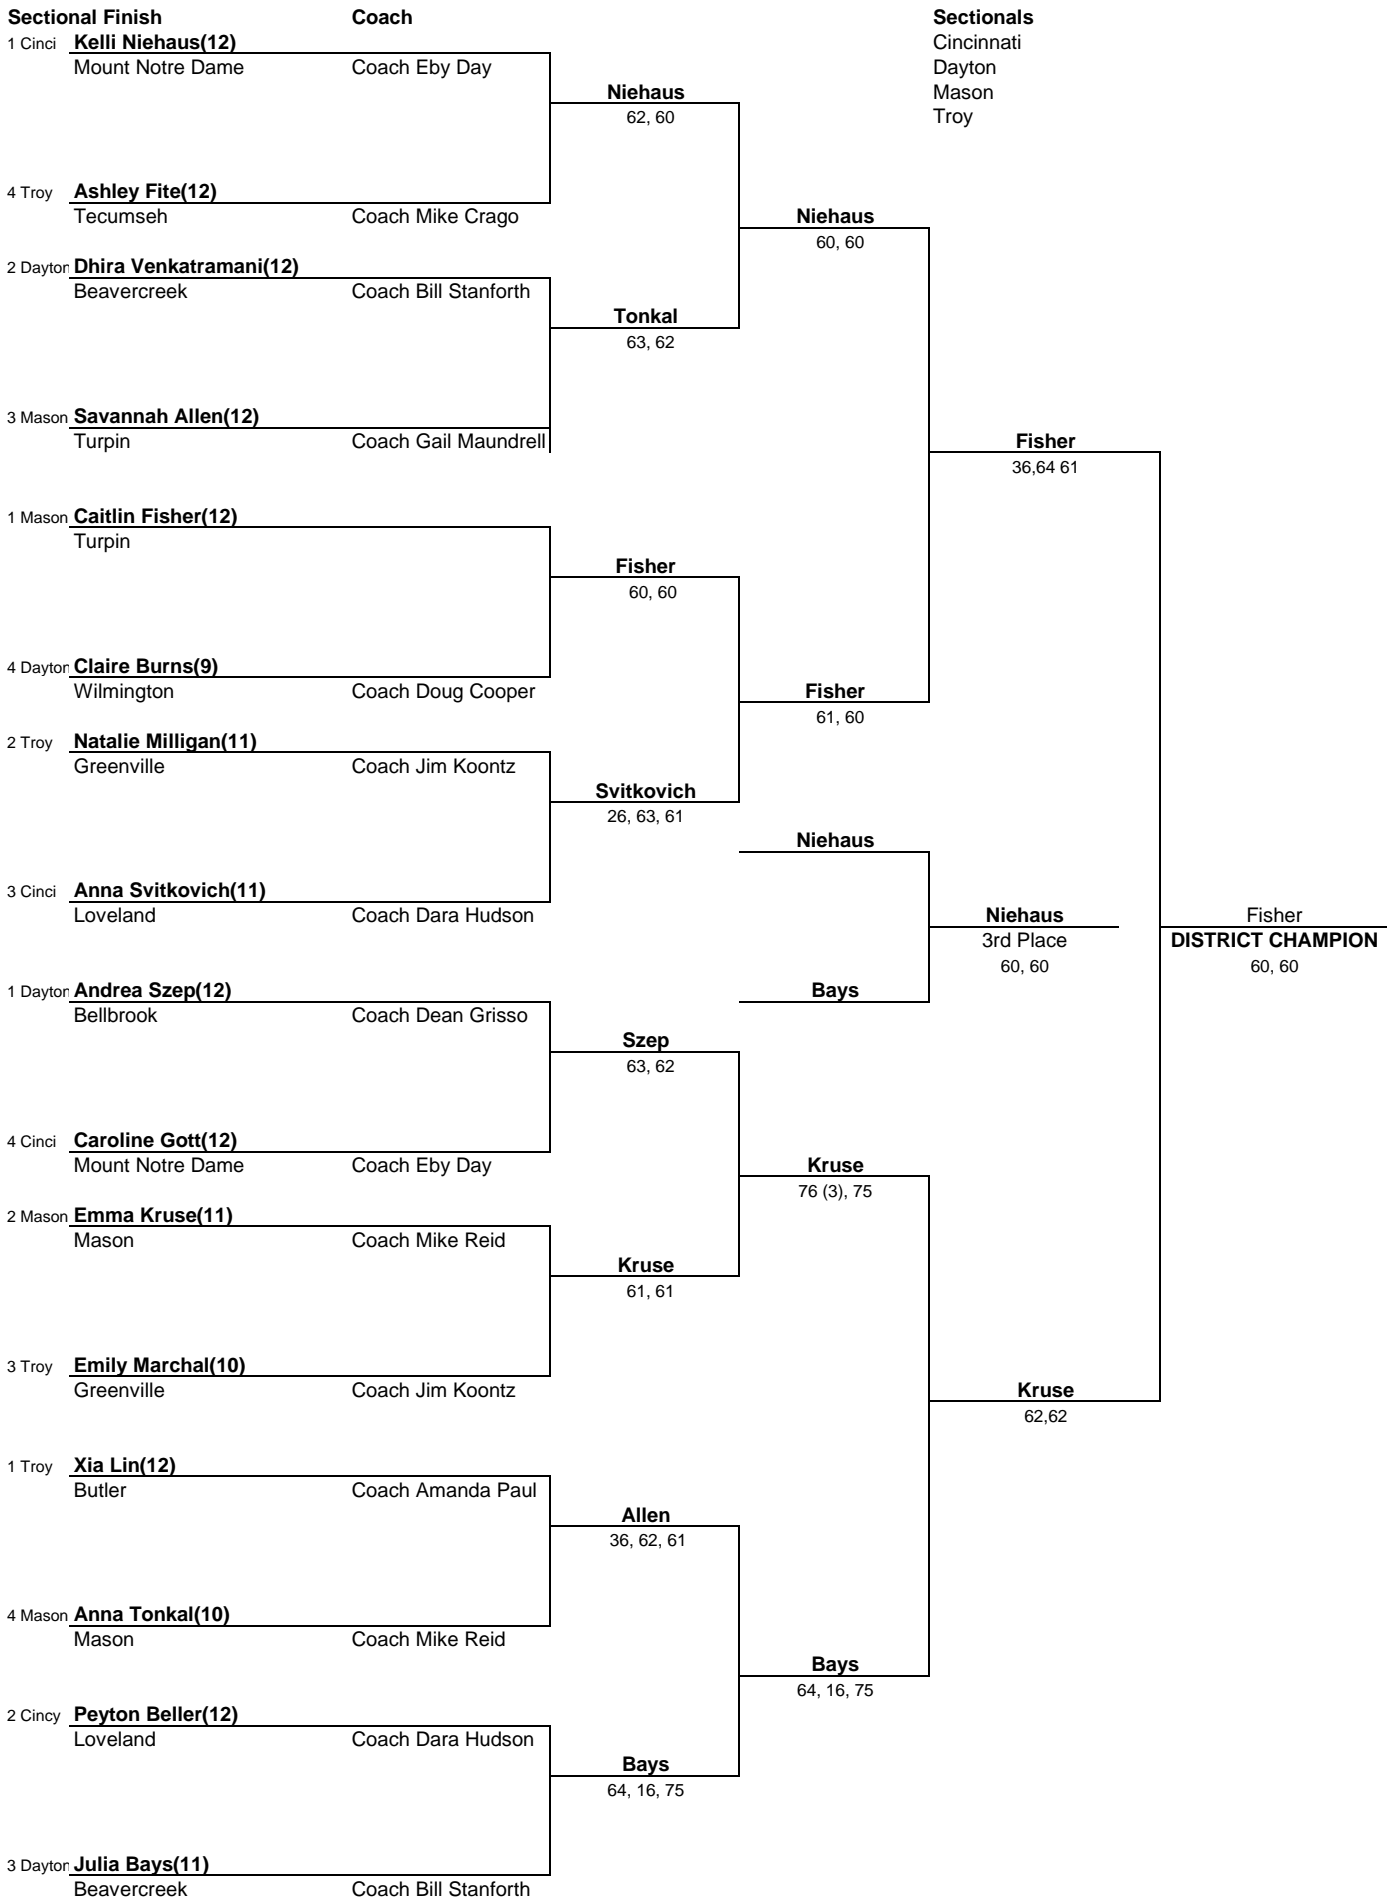 Sectional Finish Coach Sectionals
1 Cinci Kelli Niehaus(12) Cincinnati
Mount Notre Dame Coach Eby Day Dayton
Niehaus Mason
62, 60 Troy
4 Troy Ashley Fite(12)
Tecumseh Coach Mike Crago Niehaus
60, 60
2 Dayton Dhira Venkatramani(12)
Beavercreek Coach Bill Stanforth
Tonkal
63, 62
3 Mason Savannah Allen(12)
Turpin Coach Gail Maundrell Fisher
36,64 61
1 Mason Caitlin Fisher(12)
Turpin
Fisher
60, 60
4 Dayton Claire Burns(9)
Wilmington Coach Doug Cooper Fisher
61, 60
2 Troy Natalie Milligan(11)
Greenville Coach Jim Koontz
Svitkovich
26, 63, 61
Niehaus
3 Cinci Anna Svitkovich(11)
Loveland Coach Dara Hudson Niehaus Fisher
3rd Place DISTRICT CHAMPION
60, 60 60, 60
1 Dayton Andrea Szep(12) Bays
Bellbrook Coach Dean Grisso
Szep
63, 62
4 Cinci Caroline Gott(12)
Mount Notre Dame Coach Eby Day Kruse
76 (3), 75
2 Mason Emma Kruse(11)
Mason Coach Mike Reid
Kruse
61, 61
3 Troy Emily Marchal(10)
Greenville Coach Jim Koontz Kruse
62,62
1 Troy Xia Lin(12)
Butler Coach Amanda Paul
Allen
36, 62, 61
4 Mason Anna Tonkal(10)
Mason Coach Mike Reid
Bays
64, 16, 75
2 Cincy Peyton Beller(12)
Loveland Coach Dara Hudson
Bays
64, 16, 75
3 Dayton Julia Bays(11)
Beavercreek Coach Bill Stanforth